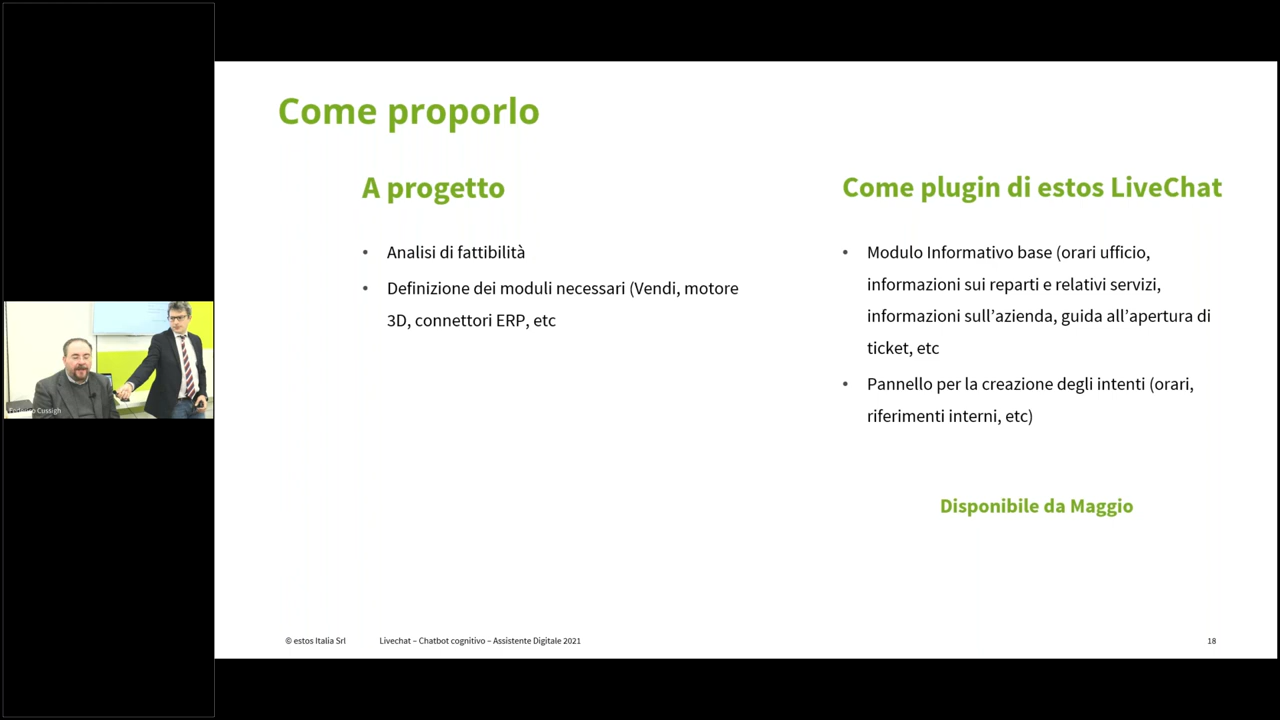 Come proporlo
A progetto
• Analisi di fattibilità
• Definizione dei moduli necessari (Vendi, motore
3D, connettori ERP, etc
Come plugin di estos LiveChat
• Modulo Informativo base (orari ufficio,
informazioni sui reparti e relativi servizi,
informazioni sull’azienda, guida all’apertura di
ticket, etc
• Pannello per la creazione degli intenti (orari,
riferimenti interni, etc)
Disponibile da Maggio
Federico Cussigh
© estos Italia Srl
Livechat – Chatbot cognitivo – Assistente Digitale 2021
18